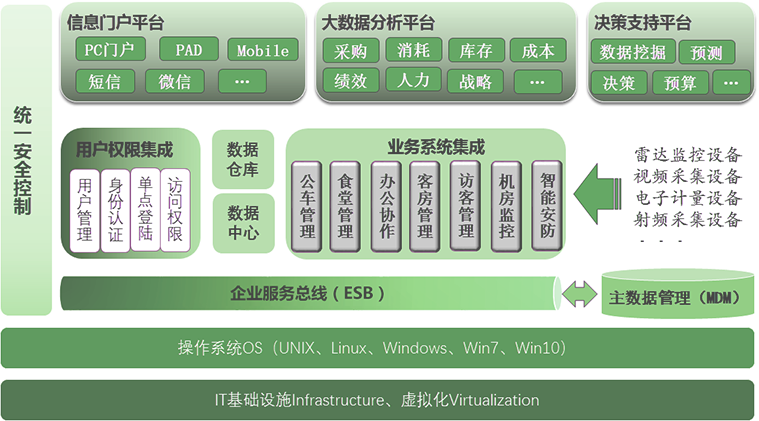 统一安全控制
信息门户平台
PC门户 PAD Mobile
短信 微信 ...
大数据分析平台
采购 消耗 库存 成本
绩效 人力 战略 ...
决策支持平台
数据挖掘 预测
决策 预算 ...
用户权限集成
用户管理 身份认证 单点登陆 访问权限
数据
仓库
数据
中心
业务系统集成
公车管理 食堂管理 办公协作 客房管理 访客管理 机房监控 智能安防
雷达监控设备
视频采集设备
电子计量设备
射频采集设备
- - - -
企业服务总线（ESB）
主数据管理（MDM）
操作系统OS（UNIX、Linux、Windows、Win7、Win10）
IT基础设施Infrastructure、虚拟化Virtualization